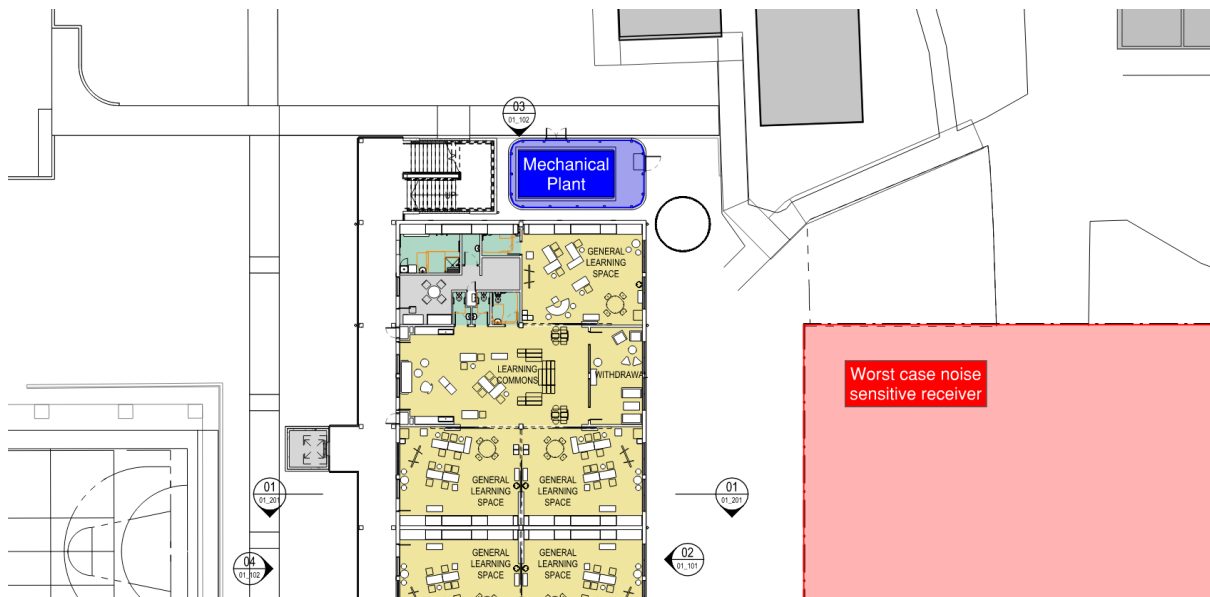 03
01_102
Mechanical
Plant
GENERAL
LEARNING
SPACE
LEARNING
COMMONS
WITHDRAWA
Worst case noise
sensitive receiver
GENERAL
LEARNING
SPACE
GENERAL
LEARNING
SPACE
01
01_201
01
01_201
GENERAL
LEARNING
SPACE
GENERAL
LEARNING
SPACE
02
01_101
04
01_102